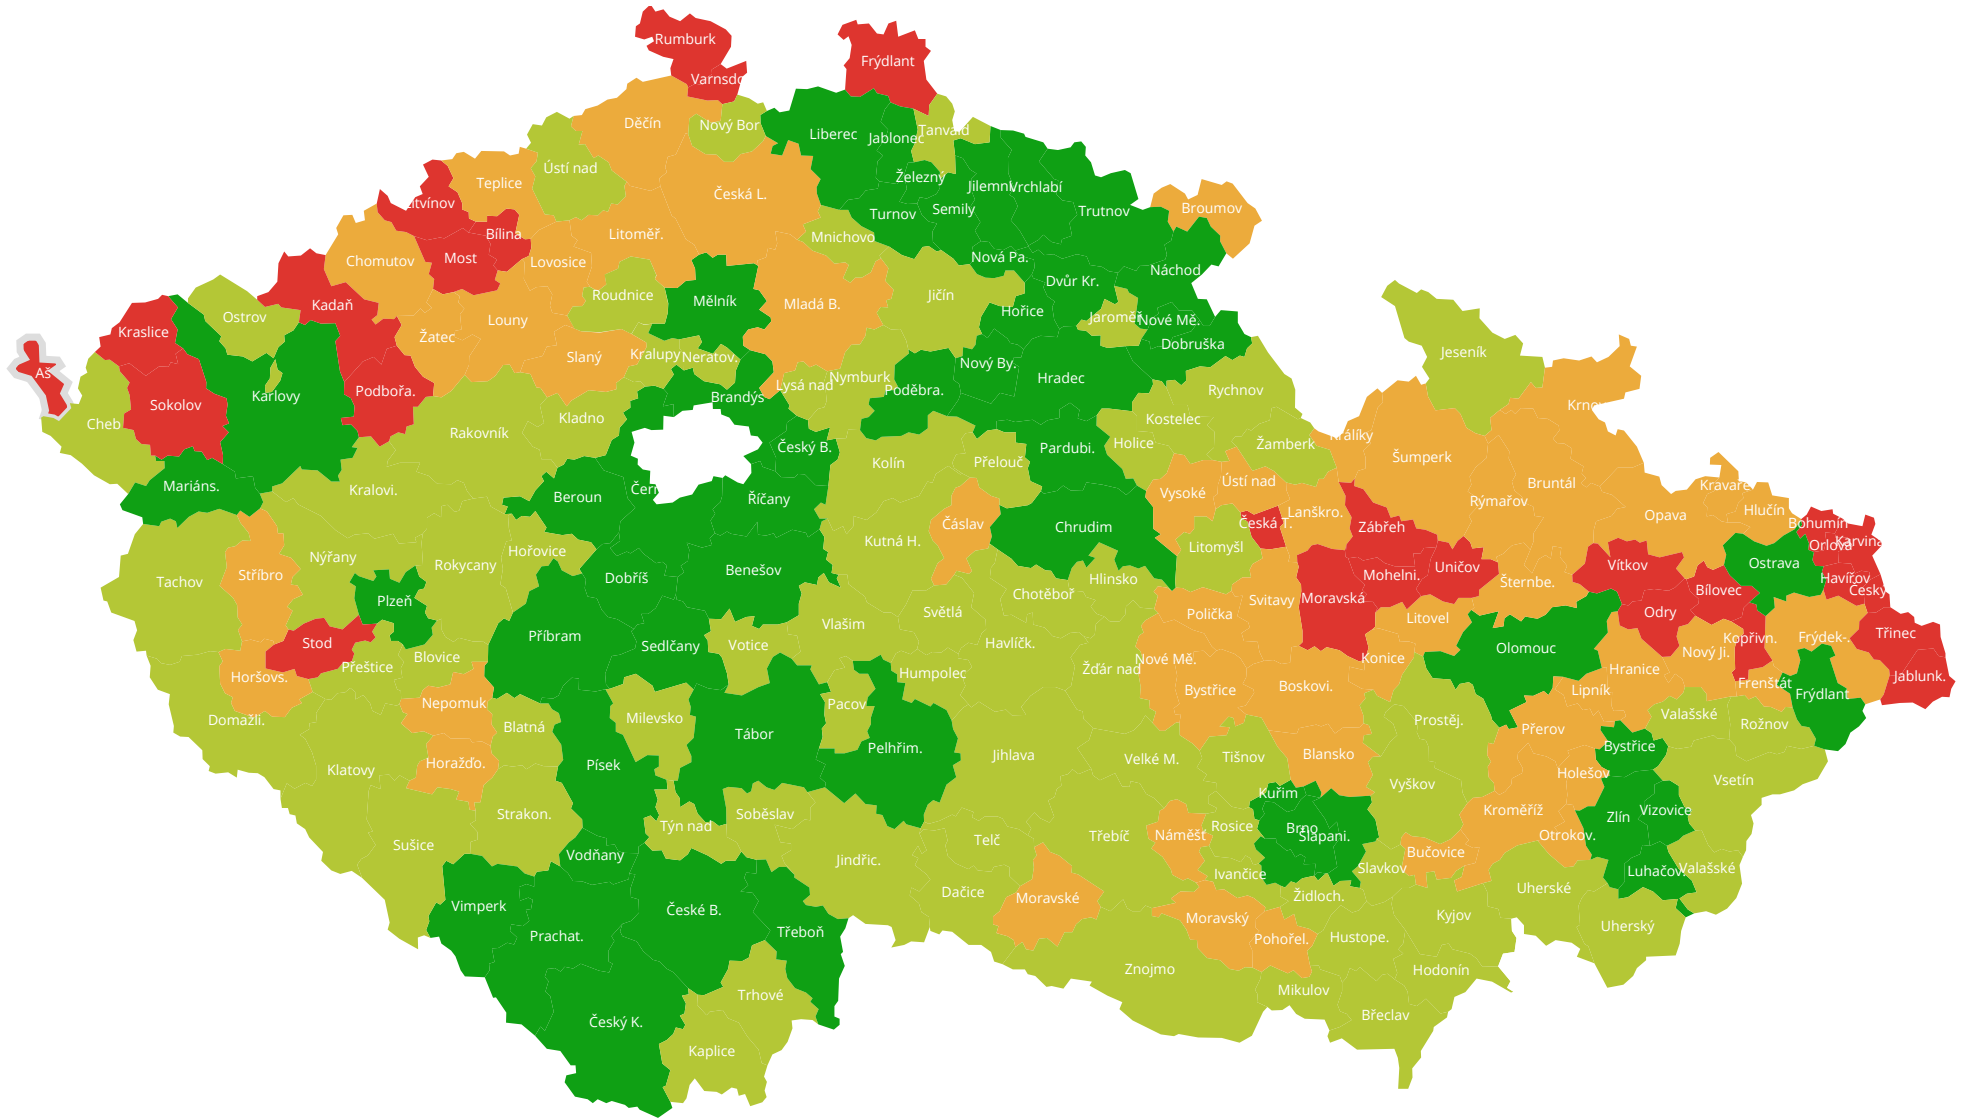 Rumburk
Frýdlant
Varnsdo
Děčín
Nový Bor
Liberec
Jablonec
Tanvald
Ústí nad
Teplice
Česká L.
Železný
Jilemni
Vrchlabí
Litvínov
Turnov
Semily
Trutnov
Broumov
Bílina
Litoměř.
Mnichovo
Most
Chomutov
Lovosice
Nová Pa.
Náchod
Dvůr Kr.
Roudnice
Mělník
Mladá B.
Jičín
Kadaň
Ostrov
Hořice
Jaroměř
Nové Mě.
Louny
Kraslice
Žatec
Dobruška
Jeseník
Slaný
Kralupy
Neratov.
Nový By.
Aš
Hradec
Nymburk
Lysá nad
Poděbra.
Rychnov
Podbořa.
Karlovy
Brandýs
Sokolov
Krnov
Cheb
Kladno
Kostelec
Rakovník
Králíky
Holice
Žamberk
Český B.
Pardubi.
Šumperk
Kolín
Přelouč
Mariáns.
Kralovi.
Čern
Beroun
Říčany
Vysoké
Ústí nad
Bruntál
Kravaře
Rýmařov
Hlučín
Lanškro.
Opava
Čáslav
Chrudim
Česká T.
Zábřeh
Bohumín
Kutná H.
Litomyšl
Karviná
Orlová
Hořovice
Nýřany
Rokycany
Stříbro
Tachov
Benešov
Dobříš
Hlinsko
Mohelni.
Uničov
Vítkov
Ostrava
Havířov
Šternbe.
Český
Bílovec
Plzeň
Chotěboř
Svitavy
Moravská
Světlá
Polička
Odry
Vlašim
Litovel
Příbram
Třinec
Frýdek-.
Kopřivn.
Stod
Votice
Sedlčany
Havlíčk.
Olomouc
Nový Ji.
Blovice
Nové Mě.
Konice
Přeštice
Žďár nad
Hranice
Humpolec
Horšovs.
Jablunk.
Frenštát
Boskovi.
Bystřice
Lipník
Frýdlant
Nepomuk
Pacov
Milevsko
Valašské
Domažli.
Prostěj.
Rožnov
Blatná
Přerov
Tábor
Bystřice
Pelhřim.
Jihlava
Blansko
Tišnov
Velké M.
Horažďo.
Písek
Klatovy
Holešov
Vsetín
Vyškov
Kuřim
Strakon.
Soběslav
Kroměříž
Vizovice
Zlín
Týn nad
Rosice
Brno
Šlapani.
Třebíč
Náměšť
Otrokov.
Telč
Sušice
Vodňany
Bučovice
Jindřic.
Slavkov
Valašské
Luhačov.
Ivančice
Uherské
Dačice
Židloch.
Moravské
Vimperk
České B.
Kyjov
Moravský
Uherský
Třeboň
Prachat.
Hustope.
Pohořel.
Znojmo
Hodonín
Mikulov
Trhové
Břeclav
Český K.
Kaplice